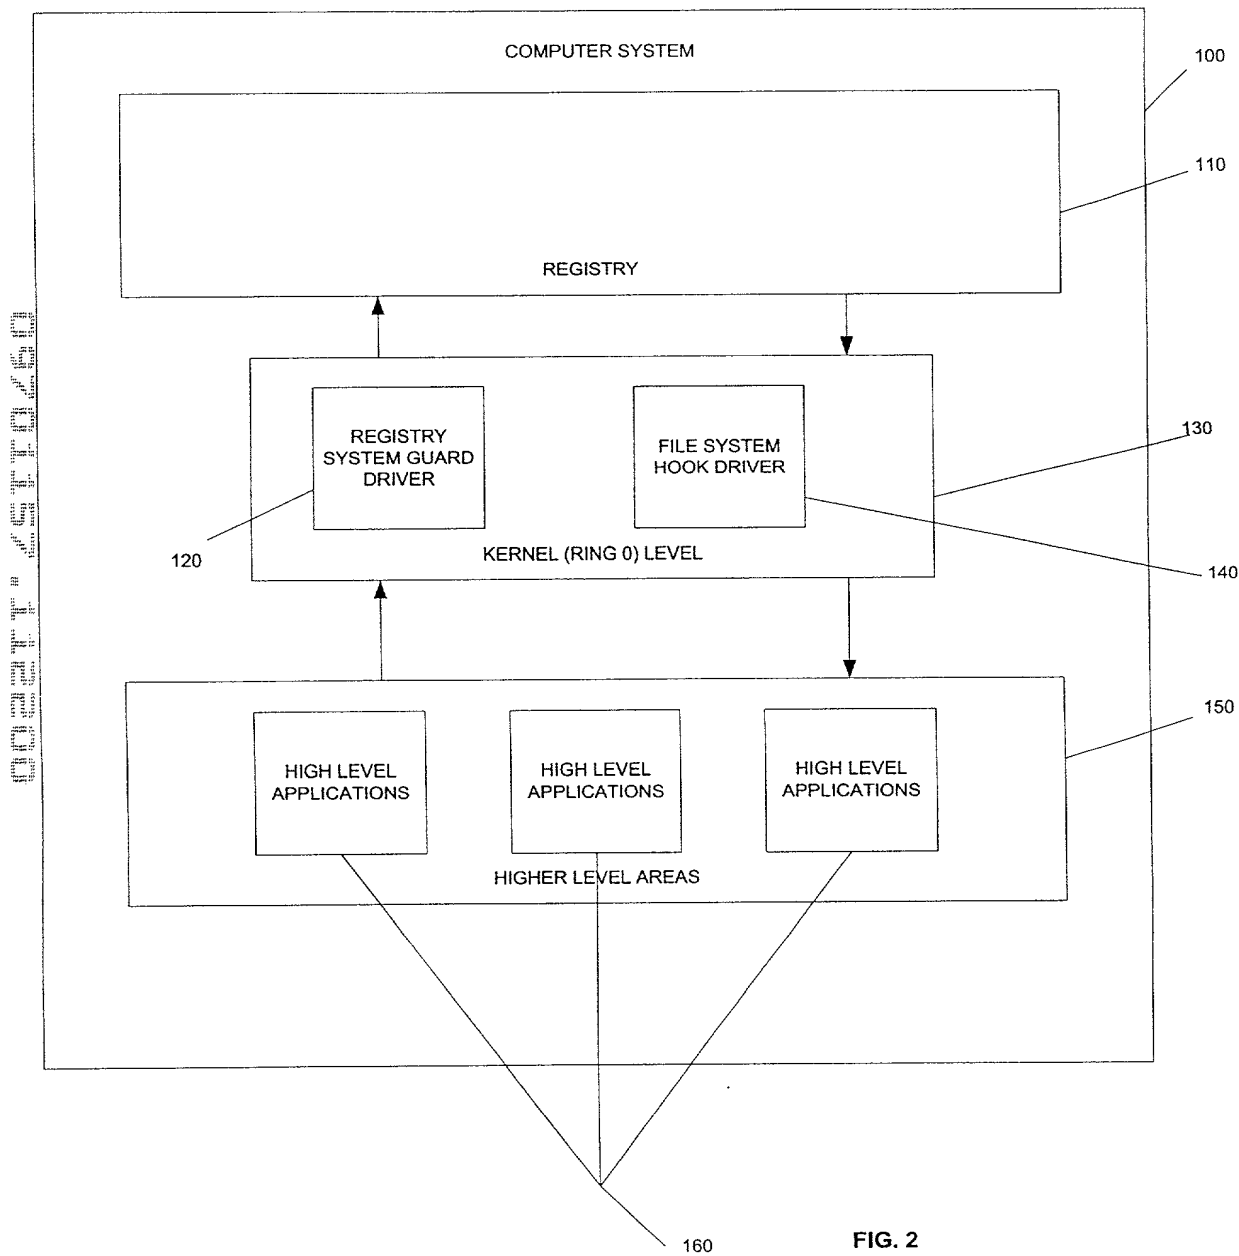 COMPUTER SYSTEM
100
110
REGISTRY
REGISTRY
SYSTEM GUARD
DRIVER
FILE SYSTEM
HOOK DRIVER
130
120
KERNEL (RING 0) LEVEL
140
150
HIGH LEVEL
APPLICATIONS
HIGH LEVEL
APPLICATIONS
HIGH LEVEL
APPLICATIONS
HIGHER LEVEL AREAS
160
FIG. 2